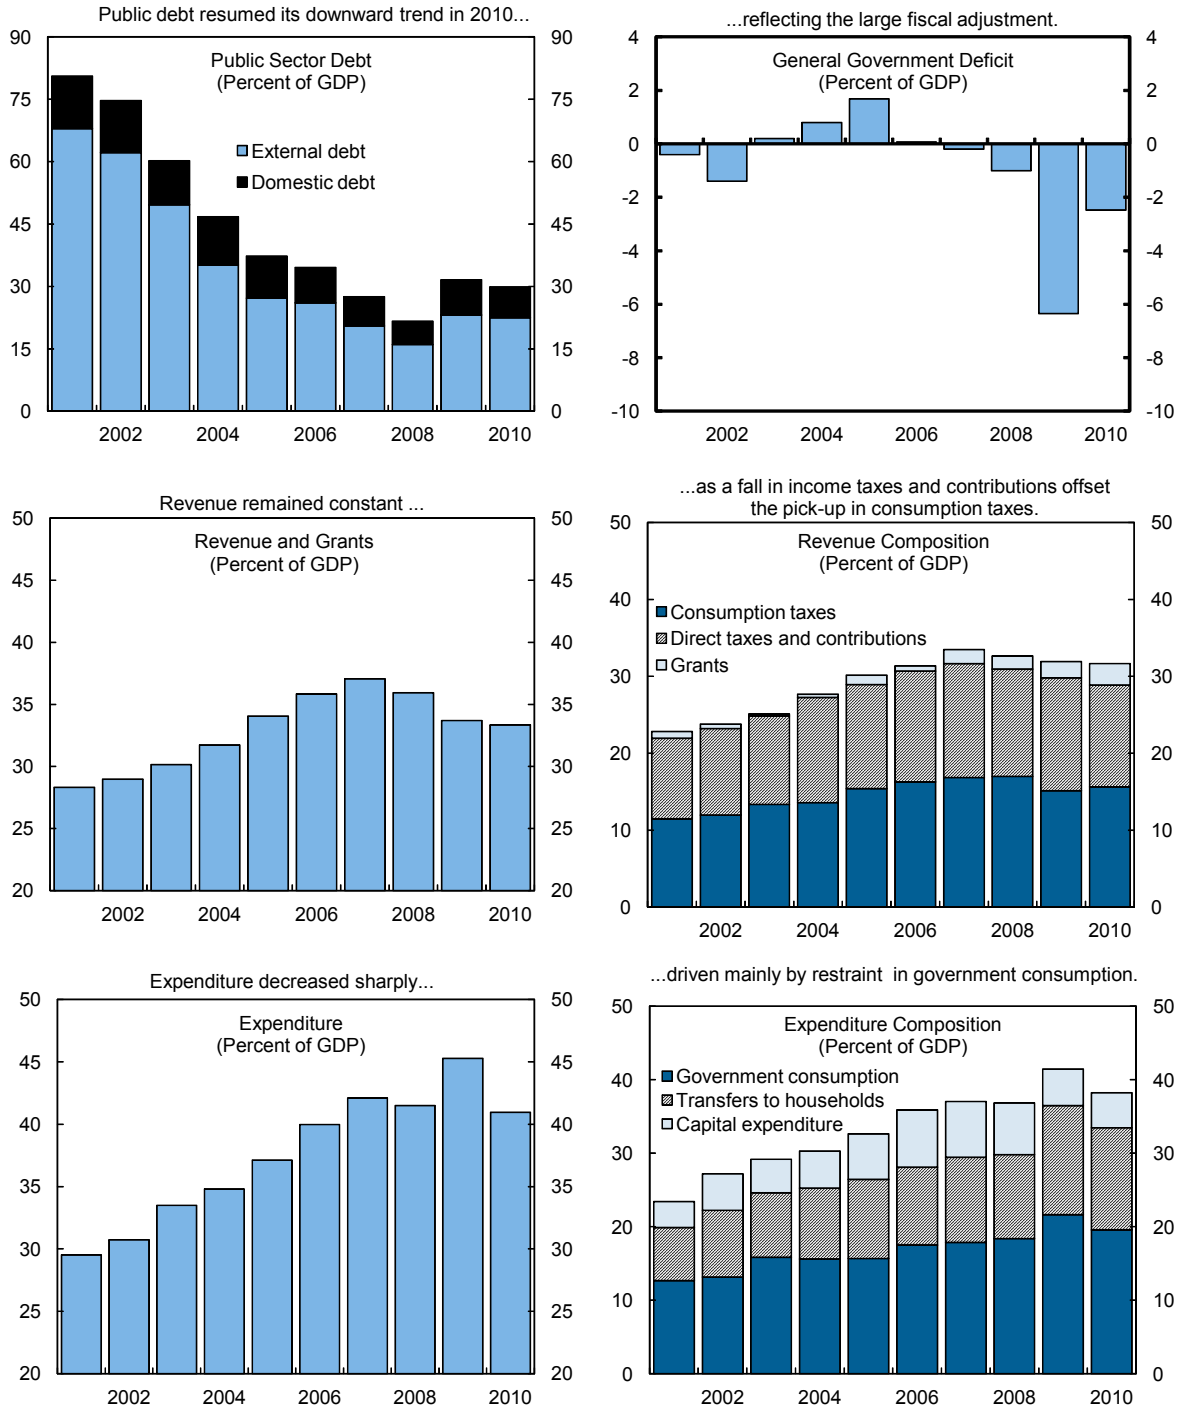 Public debt resumed its downward trend in 2010...
90
75
60
45
30
15
0
Public Sector Debt
(Percent of GDP)
External debt
Domestic debt
90
75
60
45
30
15
0
2002 2004 2006 2008 2010
...reflecting the large fiscal adjustment.
4
2
0
-2
-4
-6
-8
-10
General Government Deficit
(Percent of GDP)
4
2
0
-2
-4
-6
-8
-10
2002 2004 2006 2008 2010
Revenue remained constant ...
50
45
40
35
30
25
20
Revenue and Grants
(Percent of GDP)
50
45
40
35
30
25
20
2002 2004 2006 2008 2010
...as a fall in income taxes and contributions offset
the pick-up in consumption taxes.
50
40
30
20
10
0
Revenue Composition
(Percent of GDP)
Consumption taxes
Direct taxes and contributions
Grants
50
40
30
20
10
0
2002 2004 2006 2008 2010
Expenditure decreased sharply...
50
45
40
35
30
25
20
Expenditure
(Percent of GDP)
50
45
40
35
30
25
20
2002 2004 2006 2008 2010
...driven mainly by restraint in government consumption.
50
40
30
20
10
0
Expenditure Composition
(Percent of GDP)
Government consumption
Transfers to households
Capital expenditure
50
40
30
20
10
0
2002 2004 2006 2008 2010